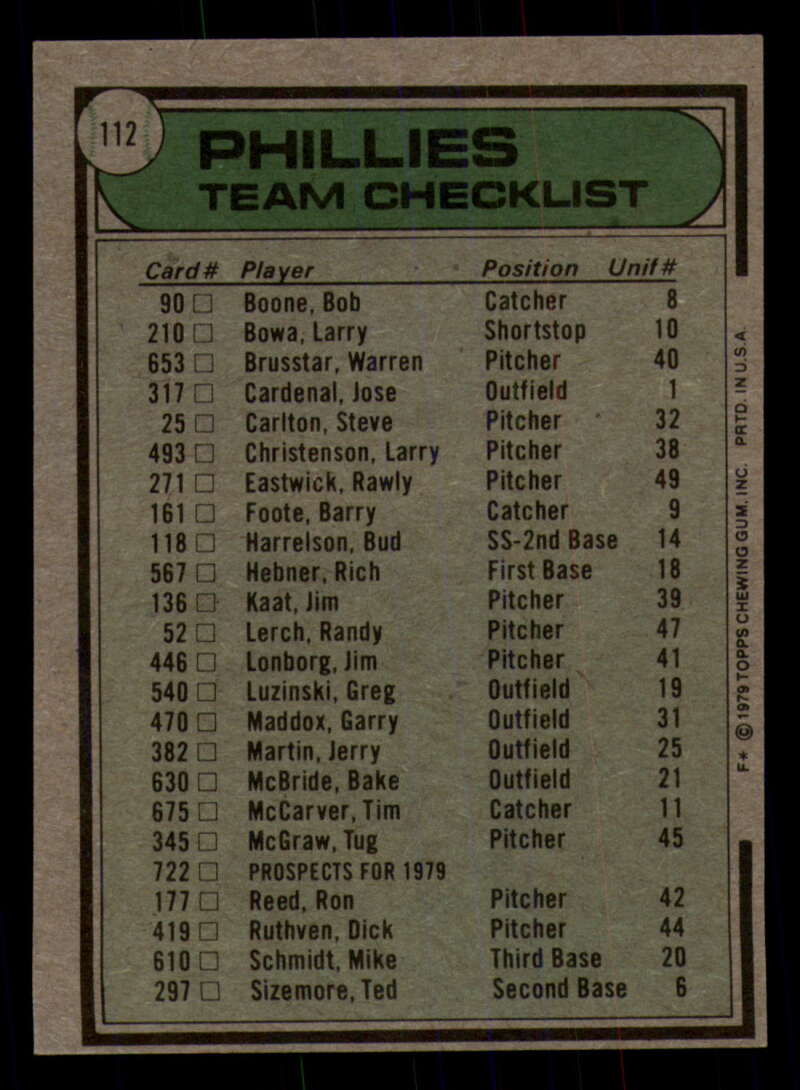 112
PHILLIES
TEAM CHECKLIST
Card# Player Position Unif#
90 □ Boone, Bob Catcher 8
210 □ Bowa, Larry Shortstop 10
653 □ Brusstar, Warren Pitcher 40
317 □ Cardenal, Jose Outfield 1
25 □ Carlton, Steve Pitcher 32
493 □ Christenson, Larry Pitcher 38
271 □ Eastwick, Rawly Pitcher 49
161 □ Foote, Barry Catcher 9
118 □ Harrelson, Bud SS-2nd Base 14
567 □ Hebner, Rich First Base 18
136 □ Kaat, Jim Pitcher 39
52 □ Lerch, Randy Pitcher 47
446 □ Lonborg, Jim Pitcher 41
540 □ Luzinski, Greg Outfield 19
470 □ Maddox, Garry Outfield 31
382 □ Martin, Jerry Outfield 25
630 □ McBride, Bake Outfield 21
675 □ McCarver, Tim Catcher 11
345 □ McGraw, Tug Pitcher 45
722 □ PROSPECTS FOR 1979
177 □ Reed, Ron Pitcher 42
419 □ Ruthven, Dick Pitcher 44
610 □ Schmidt, Mike Third Base 20
297 □ Sizemore, Ted Second Base 6
F* © 1979 TOPPS CHEWING GUM, INC. PRTD. IN U.S.A.